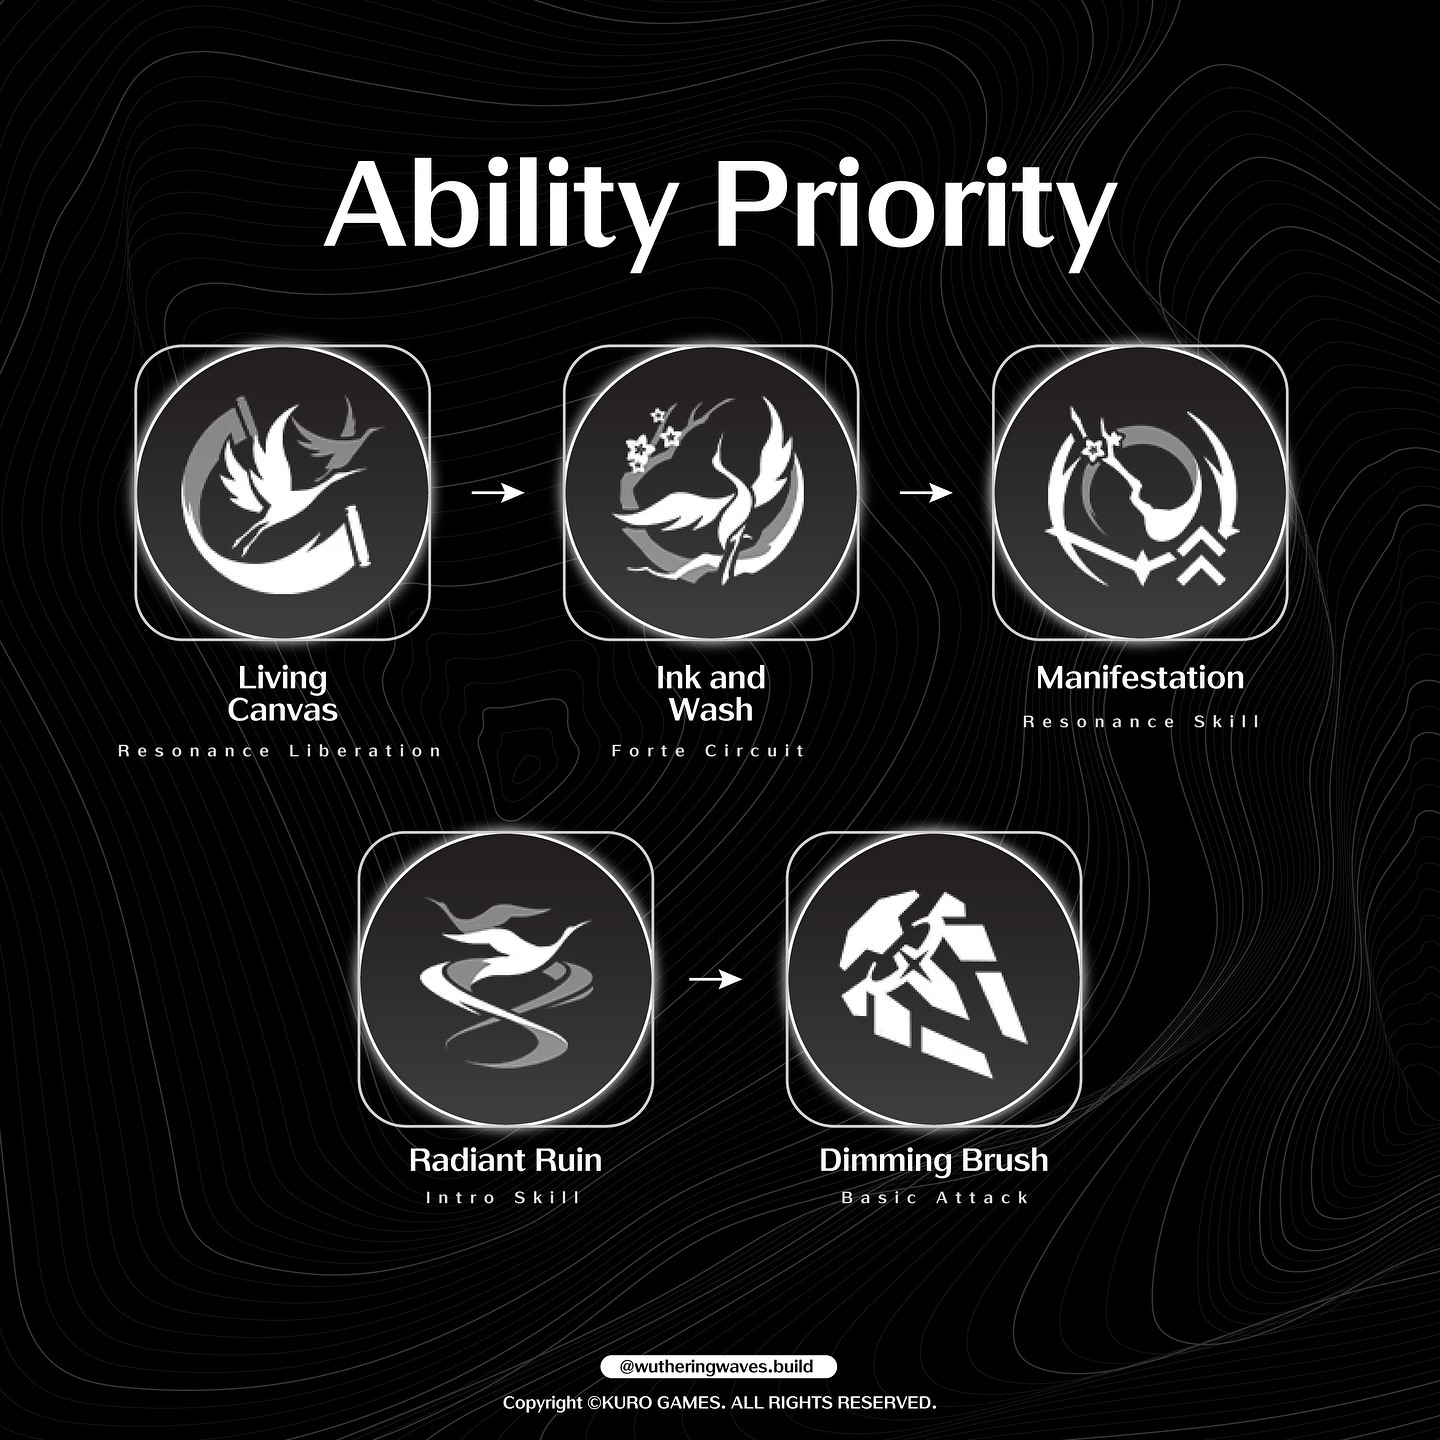 Ability Priority
Living
Canvas
Resonance Liberation
Ink and
Wash
Forte Circuit
Manifestation
Resonance Skill
Radiant Ruin
Intro Skill
Dimming Brush
Basic Attack
@wutheringwaves.build
Copyright ©KURO GAMES. ALL RIGHTS RESERVED.